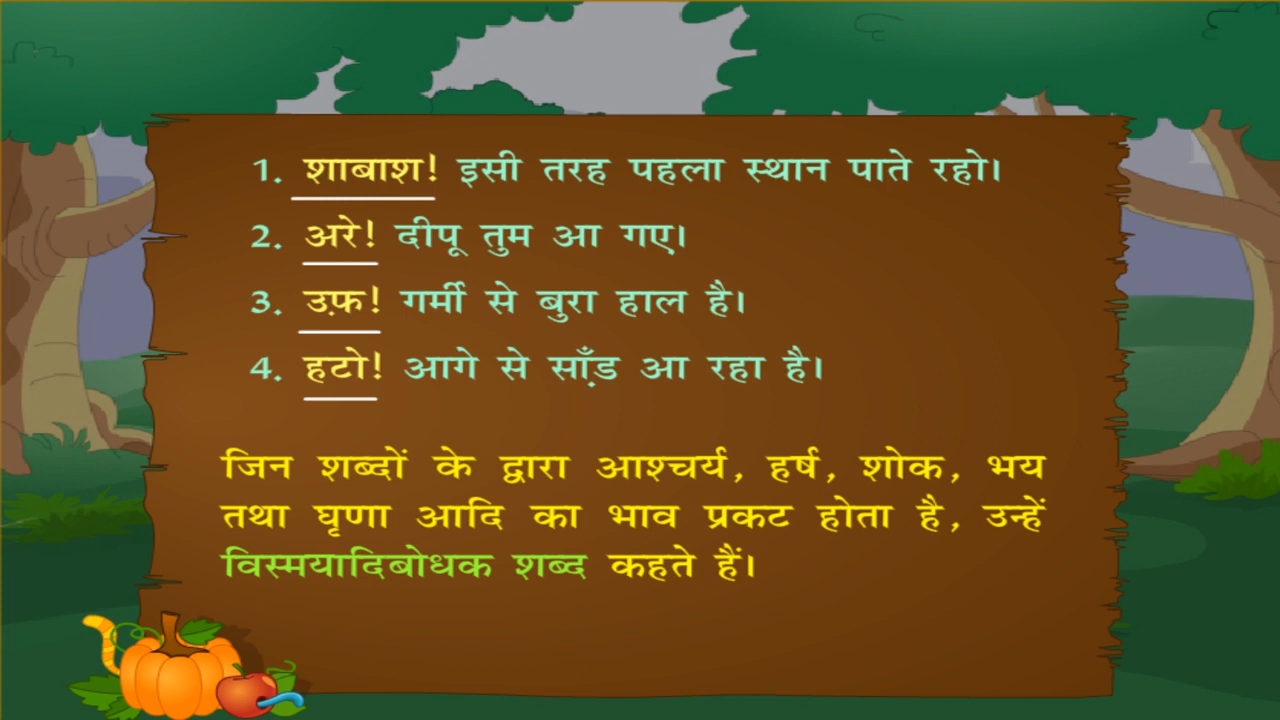 1. शाबाश! इसी तरह पहला स्थान पाते रहो।
2. अरे! दीपू तुम आ गए।
3. उफ़! गर्मी से बुरा हाल है।
4. हटो! आगे से साँड़ आ रहा है।
जिन शब्दों के द्वारा आश्चर्य, हर्ष, शोक, भय
तथा घृणा आदि का भाव प्रकट होता है, उन्हें
विस्मयादिबोधक शब्द कहते हैं।